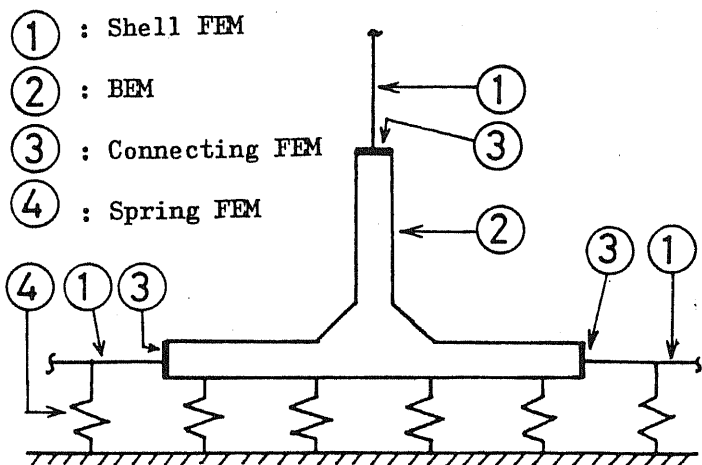 ① : Shell FEM
② : BEM
③ : Connecting FEM
④ : Spring FEM
①
③
②
④ ① ③
③ ①